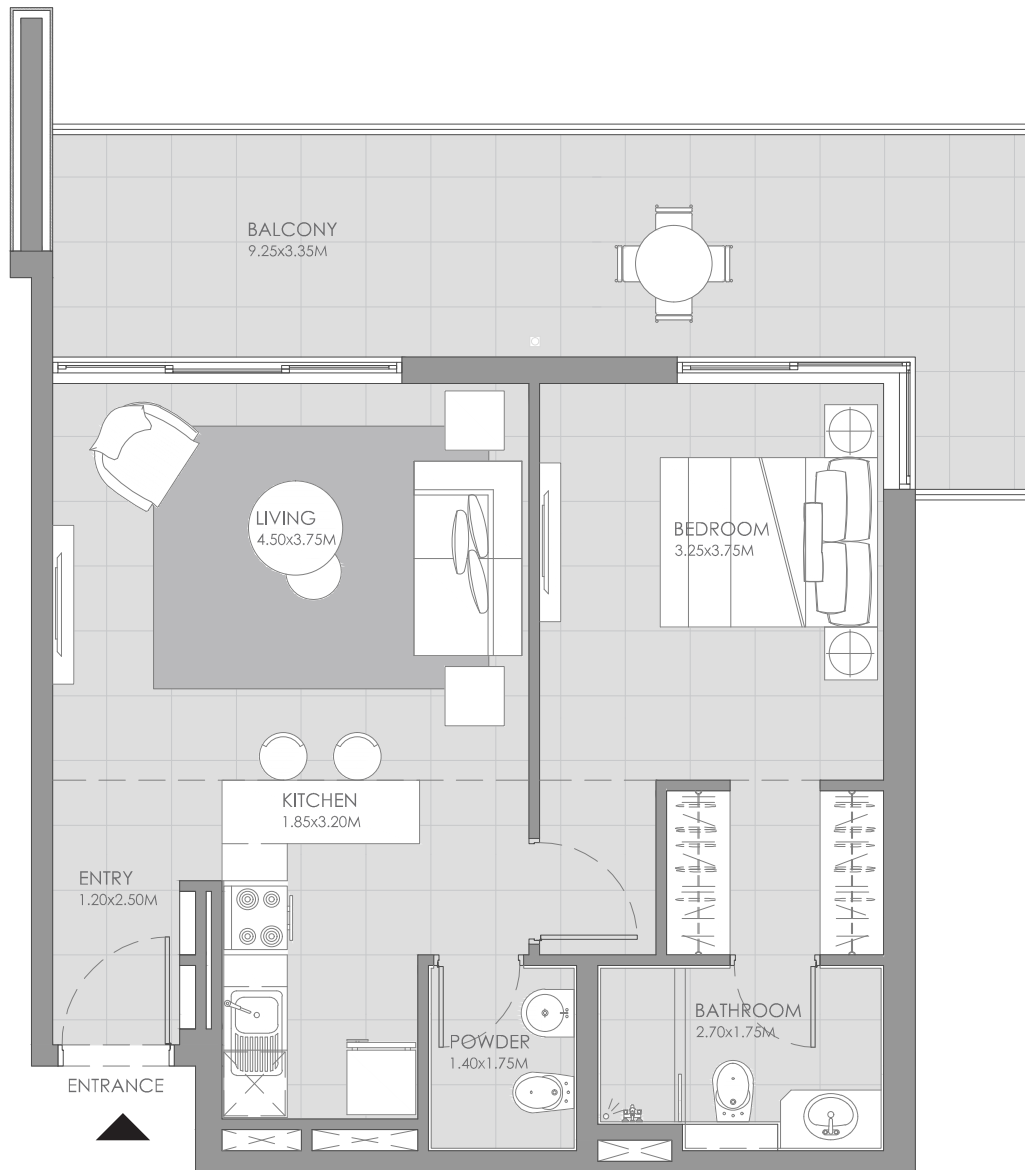 BALCONY
9.25x3.35M
LIVING
4.50x3.75M
BEDROOM
3.25x3.75M
KITCHEN
1.85x3.20M
ENTRY
1.20x2.50M
POWDER
1.40x1.75M
BATHROOM
2.70x1.75M
ENTRANCE